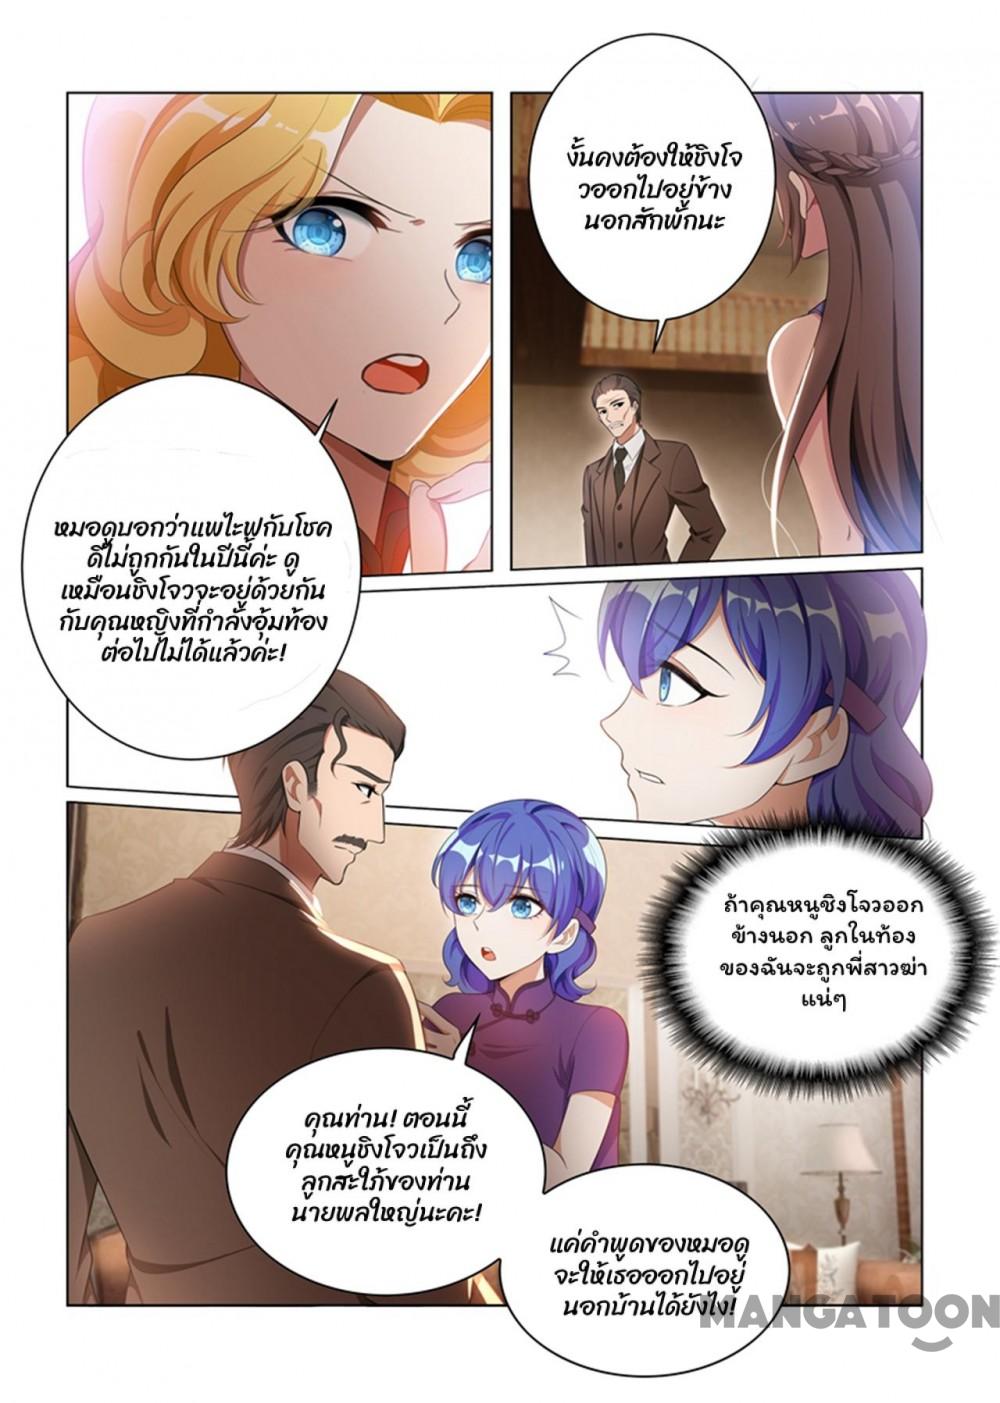 หมอดูบอกว่าแพไะฟกับโชค
ดีไม่ถูกกันในปีนี้ค่ะ ดู
เหมือนชิงโจวจะอยู่ด้วยกัน
กับคุณหญิงที่กำลังอุ้มท้อง
ต่อไปไม่ได้แล้วค่ะ!
งั้นคงต้องให้ชิงโจ
วออกไปอยู่ข้าง
นอกสักพักนะ
ถ้าคุณหนูชิงโจวออก
ข้างนอก ลูกในท้อง
ของฉันจะถูกพี่สาวฆ่า
แน่ๆ
คุณท่าน! ตอนนี้
คุณหนูชิงโจวเป็นถึง
ลูกสะใภ้ของท่าน
นายพลใหญ่นะคะ!
แค่คำพูดของหมอดู
จะให้เธอออกไปอยู่
นอกบ้านได้ยังไง!
MANGATOON